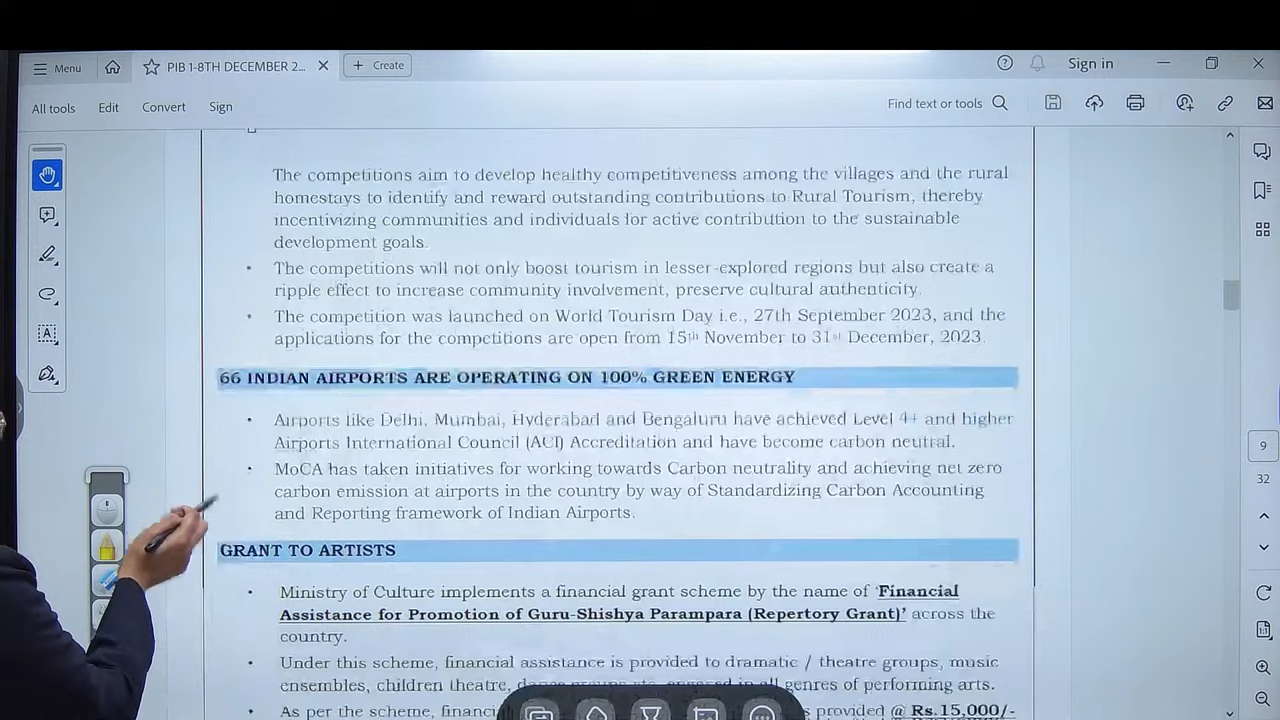 Menu
PIB 1-8TH DECEMBER 2...
Create
Sign in
All tools
Edit
Convert
Sign
Find text or tools
The competitions aim to develop healthy competitiveness among the villages and the rural
homestays to identify and reward outstanding contributions to Rural Tourism, thereby
incentivizing communities and individuals for active contribution to the sustainable
development goals.
• The competitions will not only boost tourism in lesser-explored regions but also create a
ripple effect to increase community involvement, preserve cultural authenticity.
• The competition was launched on World Tourism Day i.e., 27th September 2023, and the
applications for the competitions are open from 15th November to 31st December, 2023.
66 INDIAN AIRPORTS ARE OPERATING ON 100% GREEN ENERGY
• Airports like Delhi, Mumbai, Hyderabad and Bengaluru have achieved Level 4+ and higher
Airports International Council (ACI) Accreditation and have become carbon neutral.
• MoCA has taken initiatives for working towards Carbon neutrality and achieving net zero
carbon emission at airports in the country by way of Standardizing Carbon Accounting
and Reporting framework of Indian Airports.
GRANT TO ARTISTS
• Ministry of Culture implements a financial grant scheme by the name of 'Financial
Assistance for Promotion of Guru-Shishya Parampara (Repertory Grant)' across the
country.
• Under this scheme, financial assistance is provided to dramatic / theatre groups, music
ensembles, children theatre, all genres of performing arts.
• As per the scheme, provided @ Rs.15,000/-
9
32